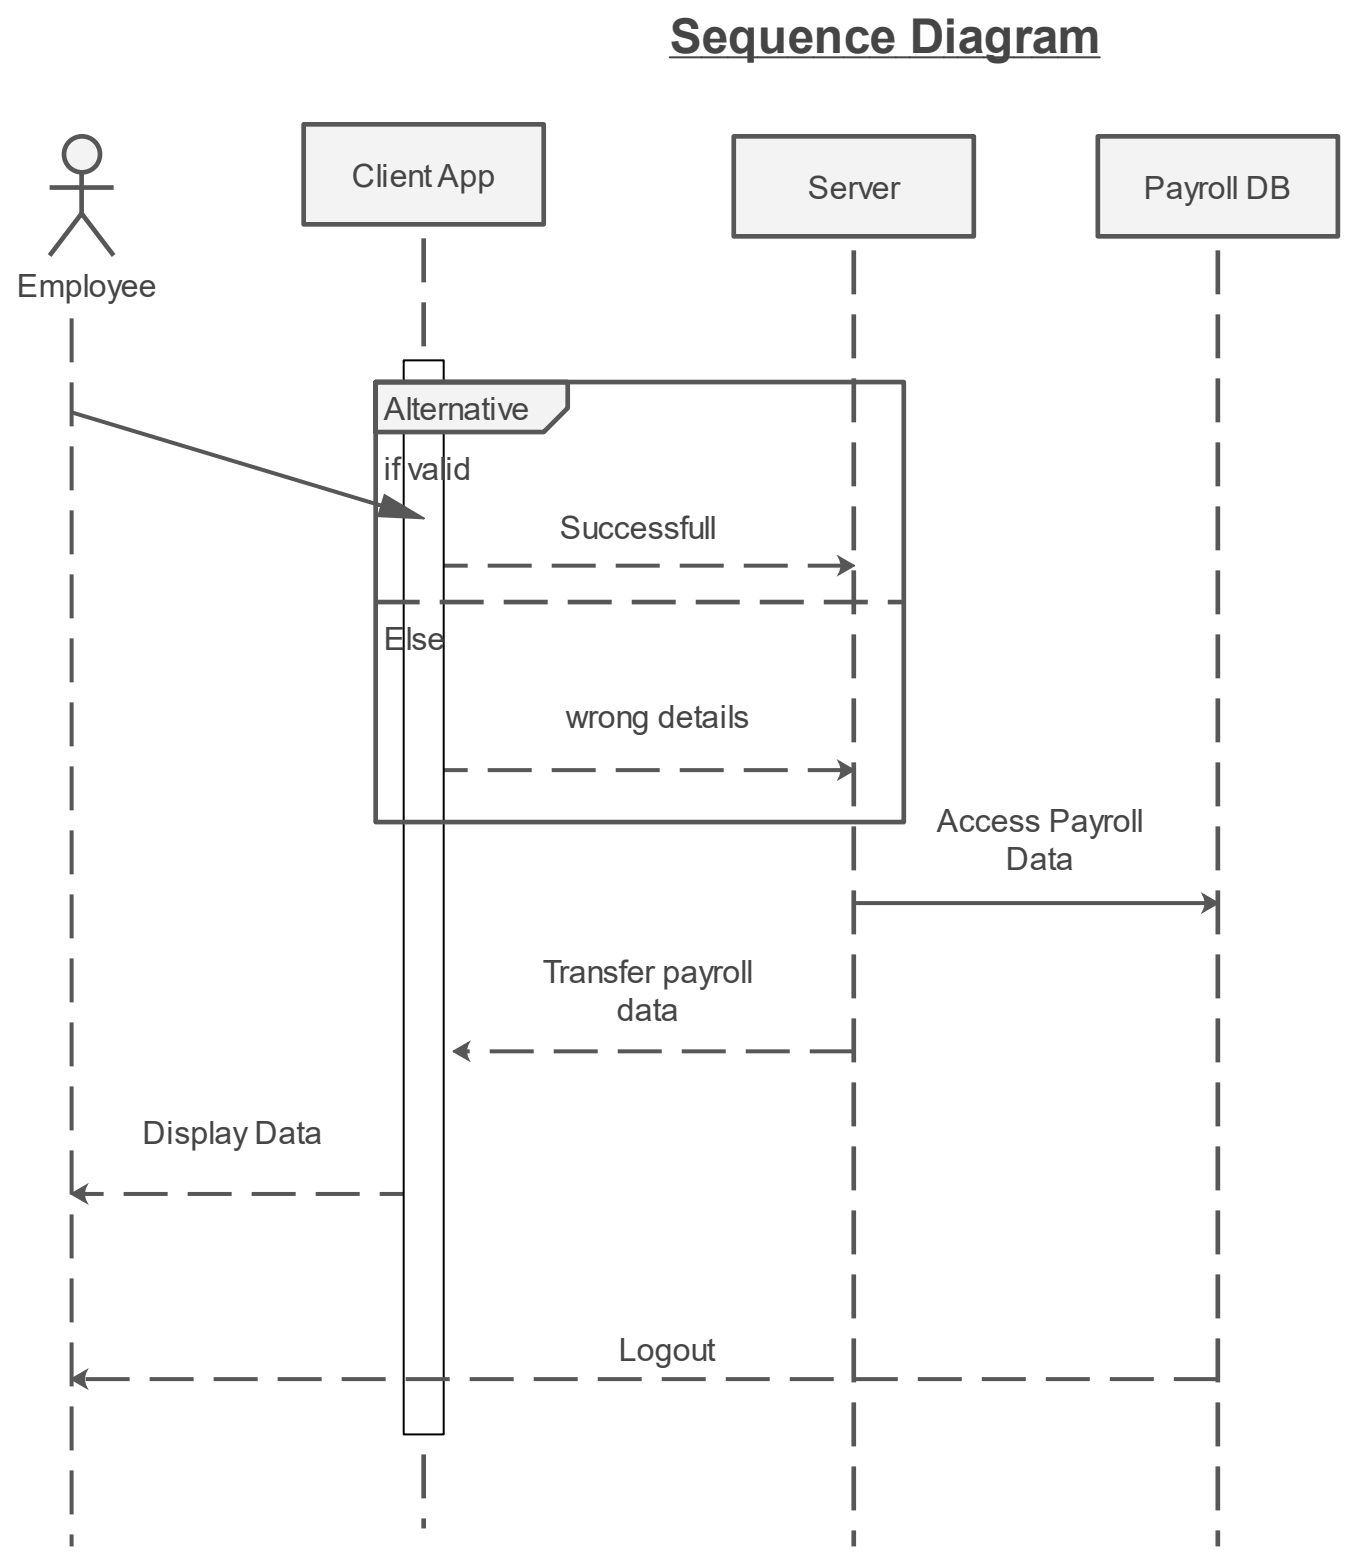 Sequence Diagram
Client App
Server
Payroll DB
Employee
Alternative
if valid
Successfull
Else
wrong details
Access Payroll
Data
Transfer payroll
data
Display Data
Logout